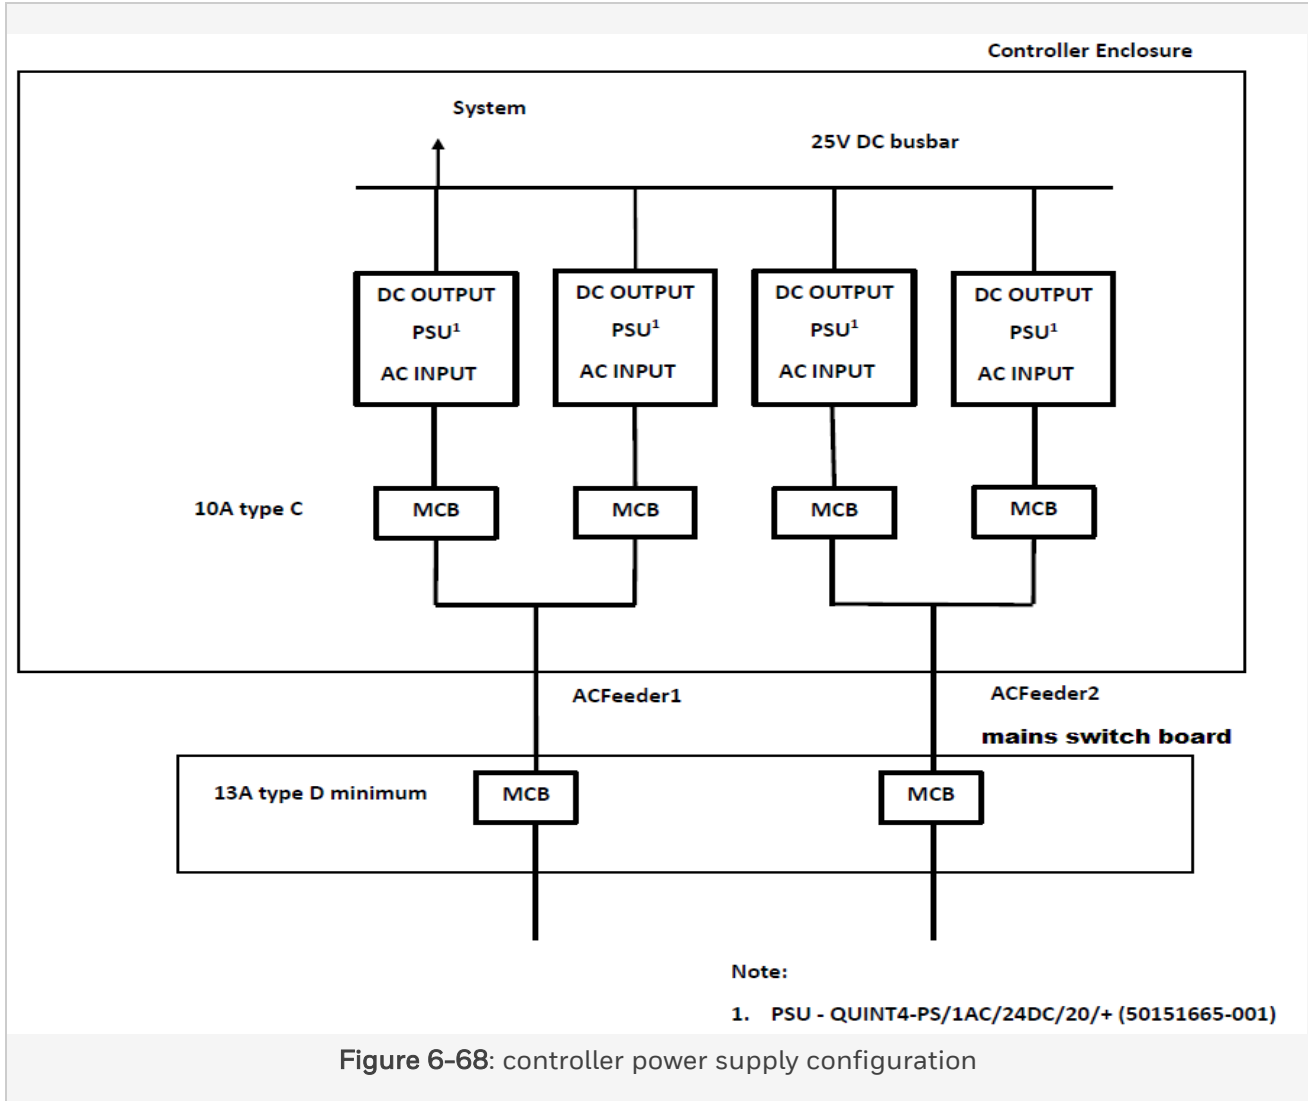 Controller Enclosure
System
25V DC busbar
DC OUTPUT
PSU¹
AC INPUT
DC OUTPUT
PSU¹
AC INPUT
DC OUTPUT
PSU¹
AC INPUT
DC OUTPUT
PSU¹
AC INPUT
10A type C
MCB
MCB
MCB
MCB
ACFeeder1
ACFeeder2
mains switch board
13A type D minimum
MCB
MCB
Note:
1. PSU - QUINT4-PS/1AC/24DC/20/+ (50151665-001)
Figure 6-68: controller power supply configuration